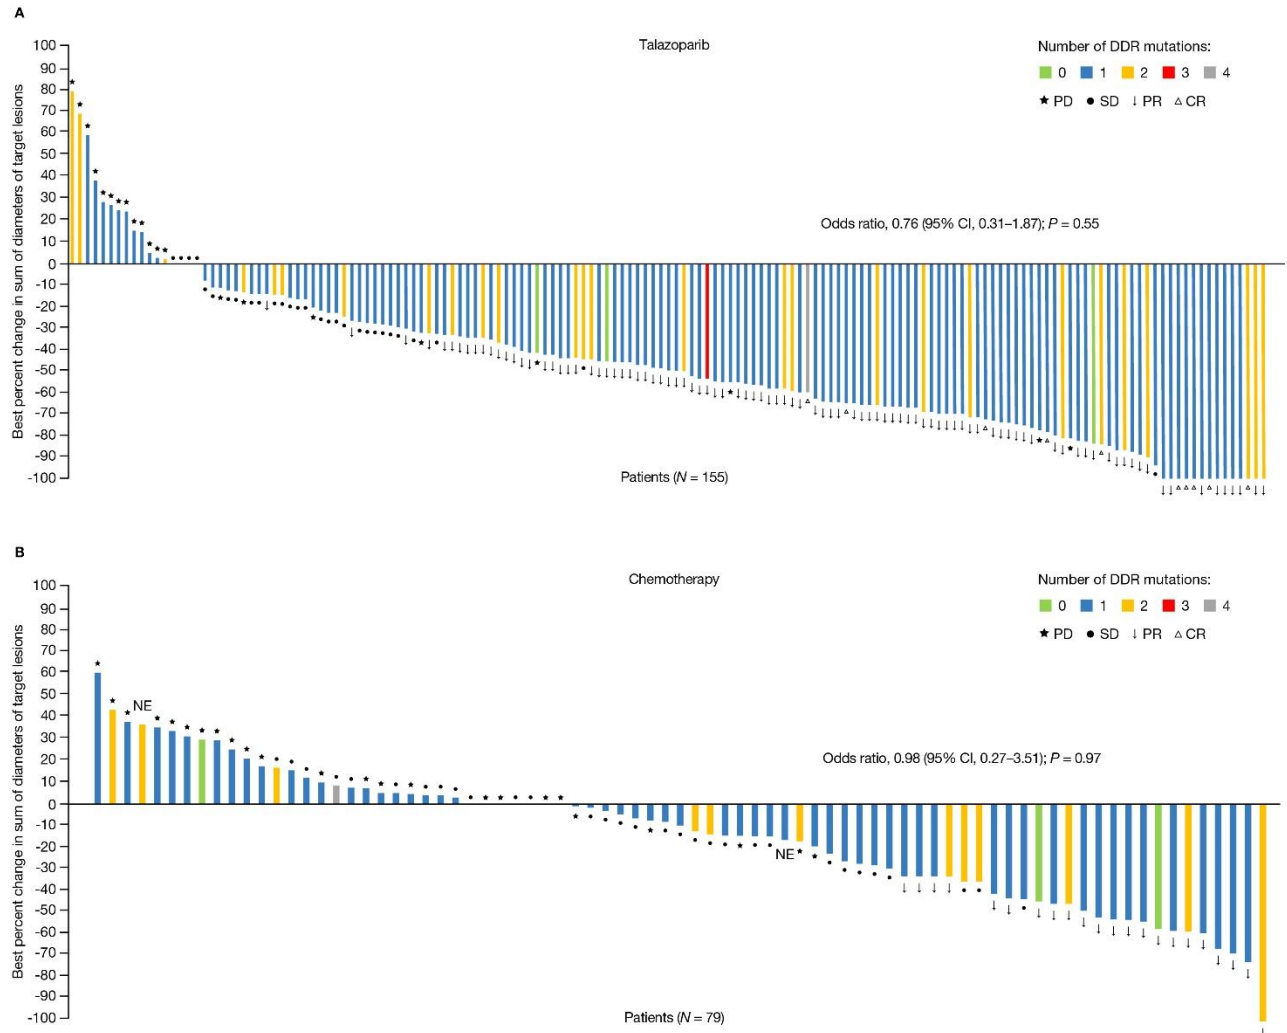 A
Talazoparib
Number of DDR mutations:
0 1 2 3 4
★ PD ● SD ↓ PR △ CR
Best percent change in sum of diameters of target lesions
100
90
80
70
60
50
40
30
20
10
0
-10
-20
-30
-40
-50
-60
-70
-80
-90
-100
Odds ratio, 0.76 (95% CI, 0.31–1.87); P = 0.55
Patients (N = 155)
B
Chemotherapy
Number of DDR mutations:
0 1 2 3 4
★ PD ● SD ↓ PR △ CR
Best percent change in sum of diameters of target lesions
100
90
80
70
60
50
40
30
20
10
0
-10
-20
-30
-40
-50
-60
-70
-80
-90
-100
NE
Odds ratio, 0.98 (95% CI, 0.27–3.51); P = 0.97
NE
Patients (N = 79)